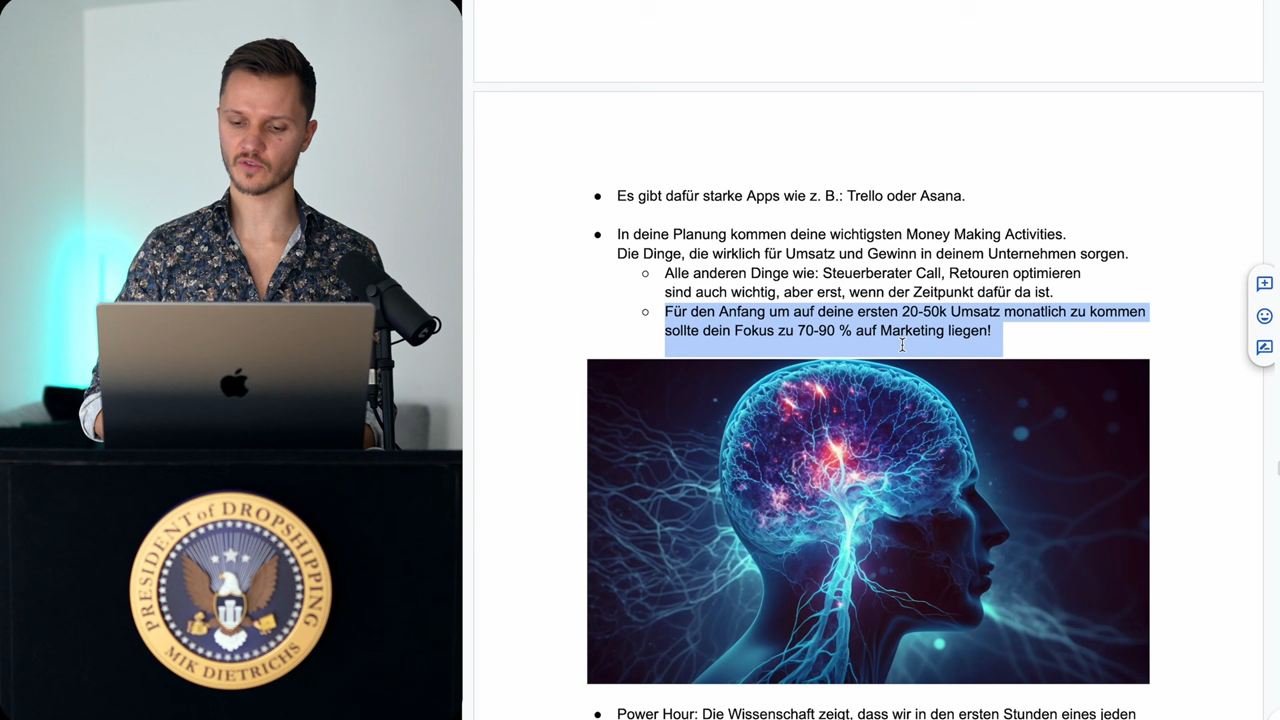 PRESIDENT of DROPSHIPPING
MIK DIETRICHS
● Es gibt dafür starke Apps wie z. B.: Trello oder Asana.
● In deine Planung kommen deine wichtigsten Money Making Activities.
Die Dinge, die wirklich für Umsatz und Gewinn in deinem Unternehmen sorgen.
○ Alle anderen Dinge wie: Steuerberater Call, Retouren optimieren
sind auch wichtig, aber erst, wenn der Zeitpunkt dafür da ist.
○ Für den Anfang um auf deine ersten 20-50k Umsatz monatlich zu kommen
sollte dein Fokus zu 70-90 % auf Marketing liegen!
● Power Hour: Die Wissenschaft zeigt, dass wir in den ersten Stunden eines jeden